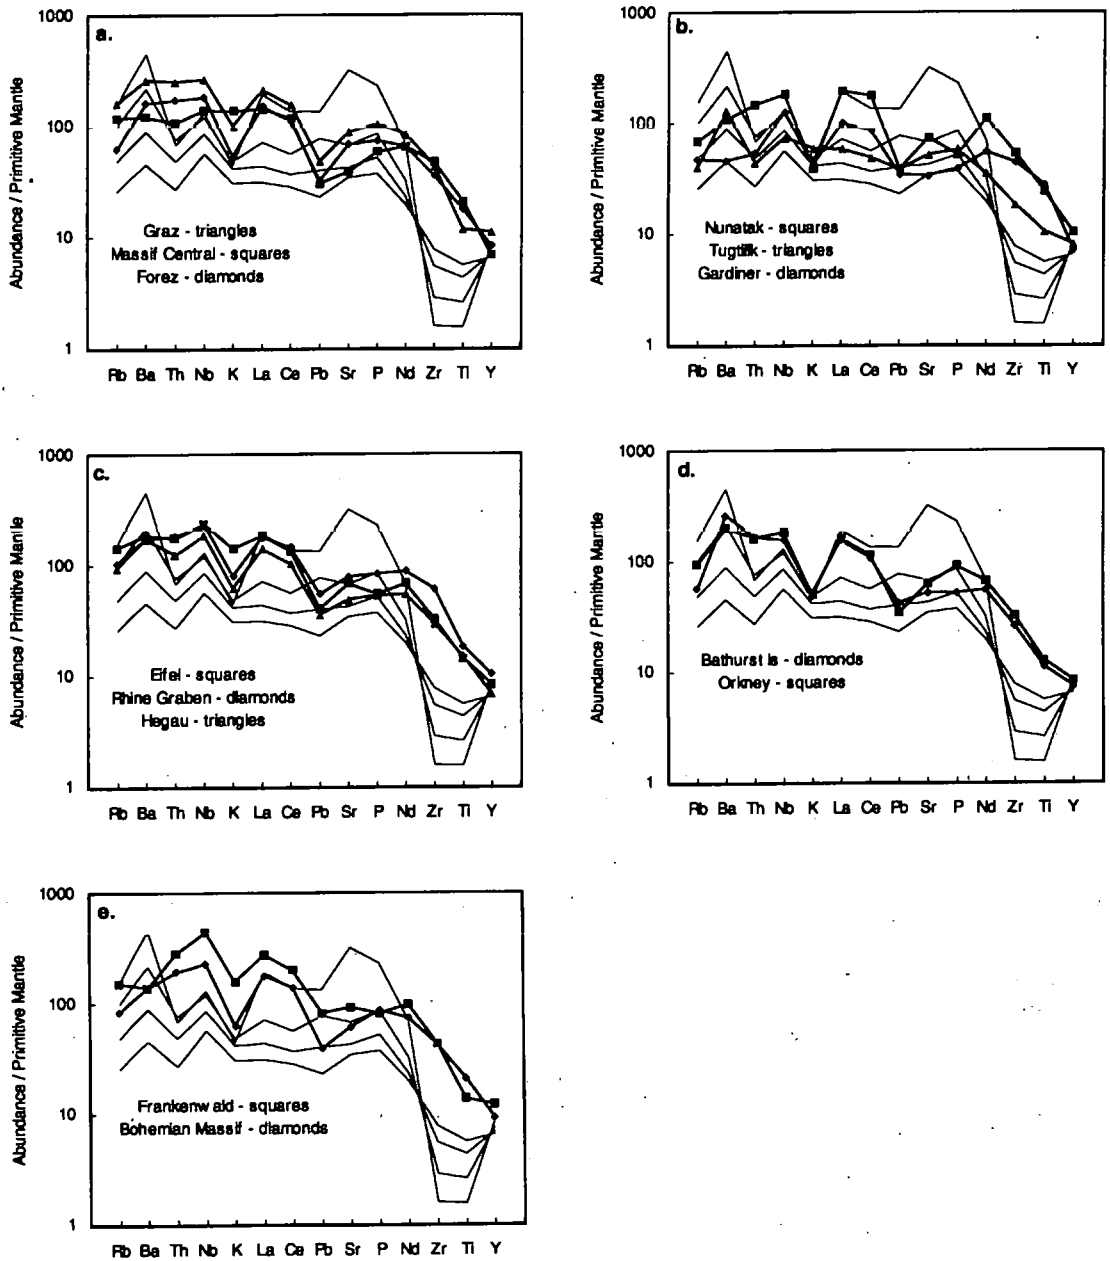 a.
1000
100
10
1
Abundance / Primitive Mantle
Graz - triangles
Massif Central - squares
Forez - diamonds
Rb Ba Th Nb K La Ce Pb Sr P Nd Zr Ti Y
b.
1000
100
10
1
Abundance / Primitive Mantle
Nunatak - squares
Tugtilik - triangles
Gardiner - diamonds
Rb Ba Th Nb K La Ce Pb Sr P Nd Zr Ti Y
c.
1000
100
10
1
Abundance / Primitive Mantle
Eifel - squares
Rhine Graben - diamonds
Hegau - triangles
Rb Ba Th Nb K La Ce Pb Sr P Nd Zr Ti Y
d.
1000
100
10
1
Abundance / Primitive Mantle
Bathurst Is - diamonds
Orkney - squares
Rb Ba Th Nb K La Ce Pb Sr P Nd Zr Ti Y
e.
1000
100
10
1
Abundance / Primitive Mantle
Frankenwald - squares
Bohemian Massif - diamonds
Rb Ba Th Nb K La Ce Pb Sr P Nd Zr Ti Y